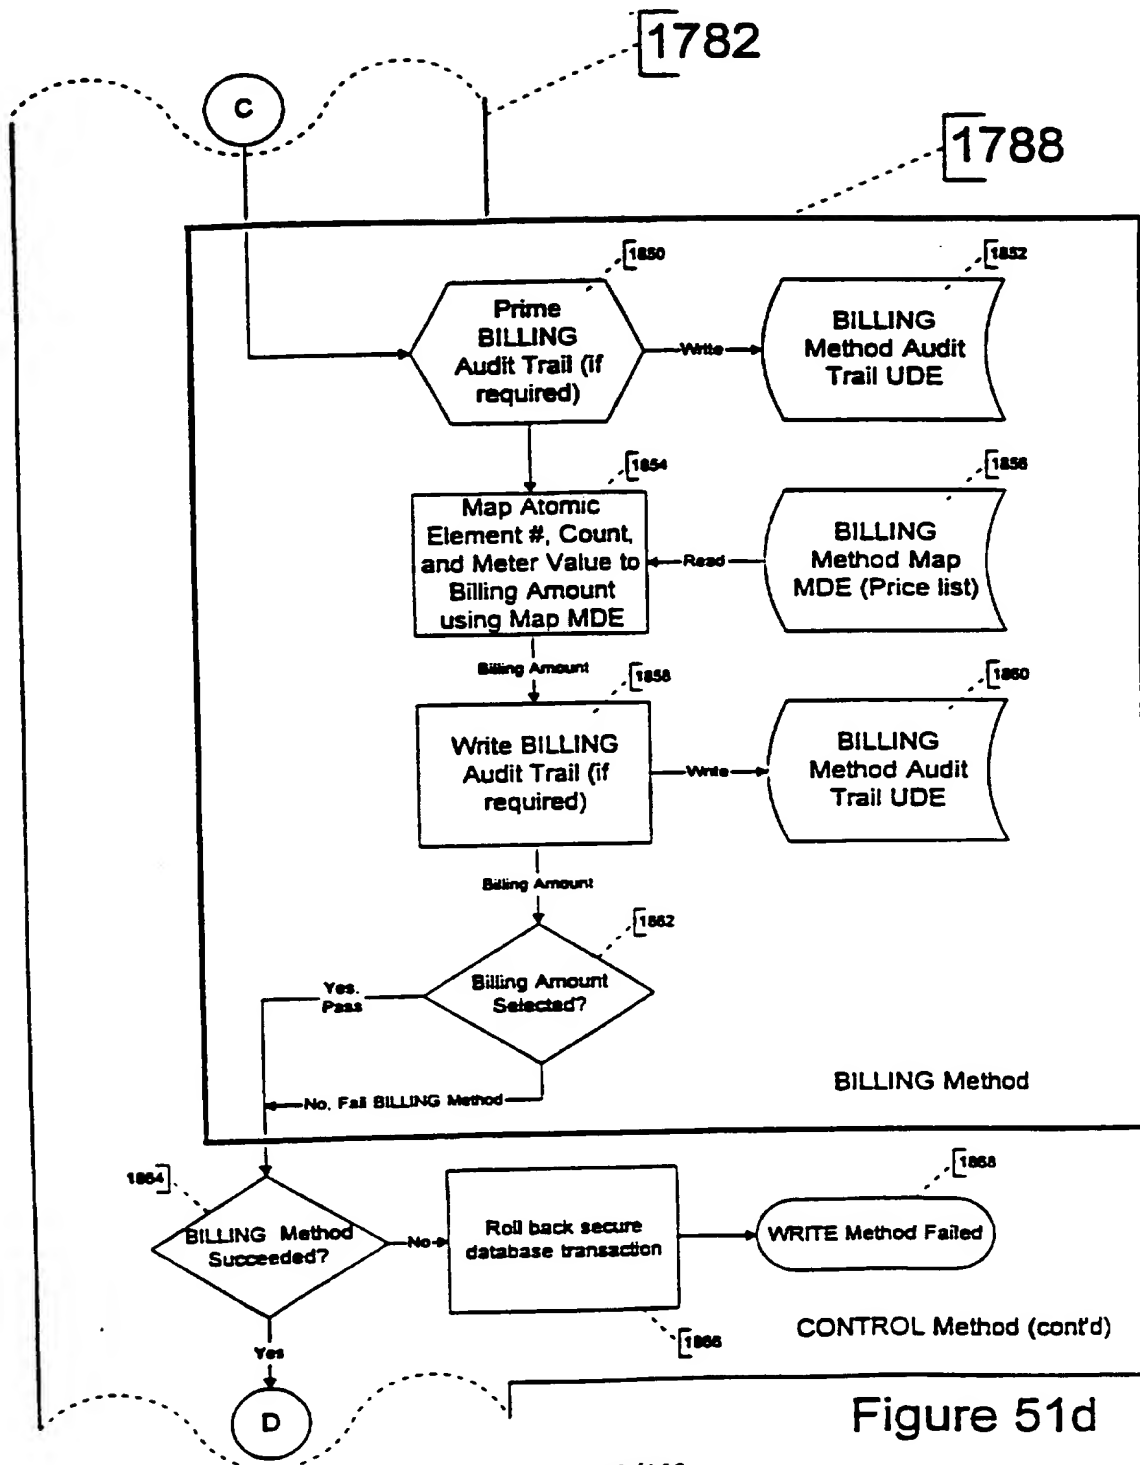 1782
C
1788
1850
Prime
BILLING
Audit Trail (if
required)
Write
1852
BILLING
Method Audit
Trail UDE
1854
Map Atomic
Element #, Count,
and Meter Value to
Billing Amount
using Map MDE
Read
1856
BILLING
Method Map
MDE (Price list)
Billing Amount
1858
Write BILLING
Audit Trail (if
required)
Write
1860
BILLING
Method Audit
Trail UDE
Billing Amount
1862
Billing Amount
Selected?
Yes.
Pass
No, Fail BILLING Method
BILLING Method
1864
BILLING Method
Succeeded?
No
Roll back secure
database transaction
1866
1868
WRITE Method Failed
CONTROL Method (cont'd)
Yes
D
Figure 51d